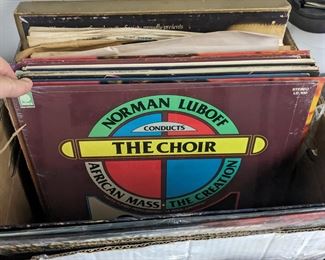 STEREO
NORMAN LUBOFF
CONDUCTS
THE CHOIR
AFRICAN MASS · THE CREATION